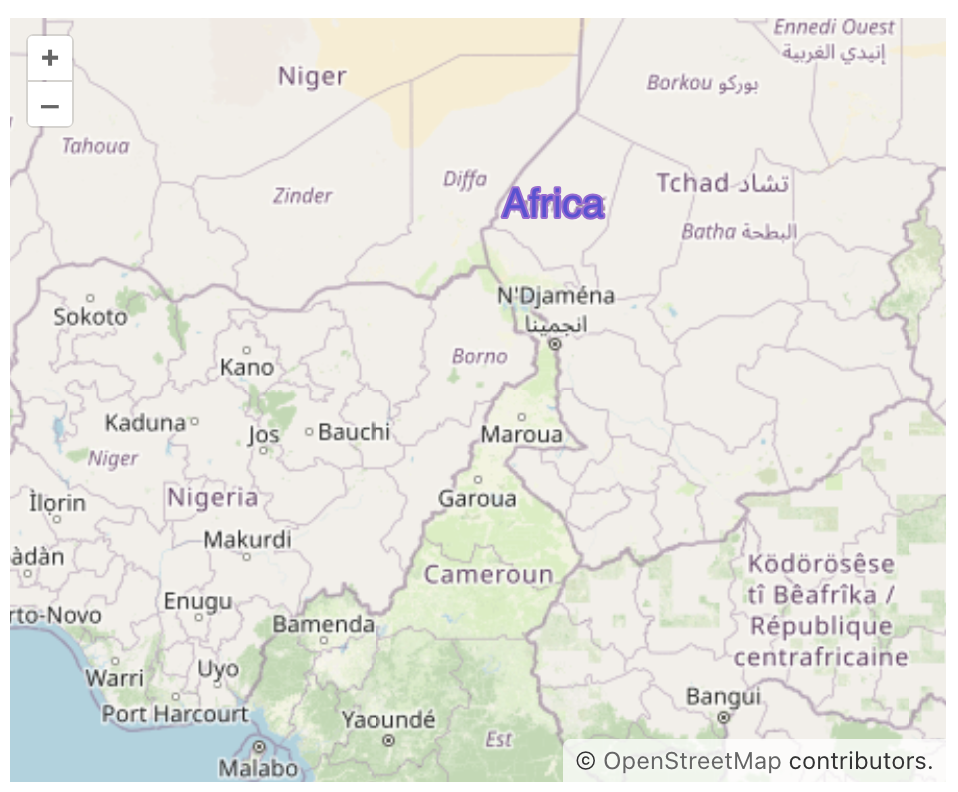 Ennedi Ouest
إنيدي الغربية
+
Niger
Borkou بوركو
–
Tahoua
Diffa
Tchad تشاد
Zinder
Africa
Batha البطحة
N'Djaména
انجمينا
Sokoto
Borno
Kano
Kaduna
Jos
Bauchi
Maroua
Niger
Nigeria
Garoua
Ìlọrin
Makurdi
àdàn
Cameroun
Ködörösêse
tî Bêafrîka /
République
centrafricaine
Enugu
rto-Novo
Bamenda
Uyo
Warri
Port Harcourt
Bangui
Yaoundé
Est
Malabo
© OpenStreetMap contributors.